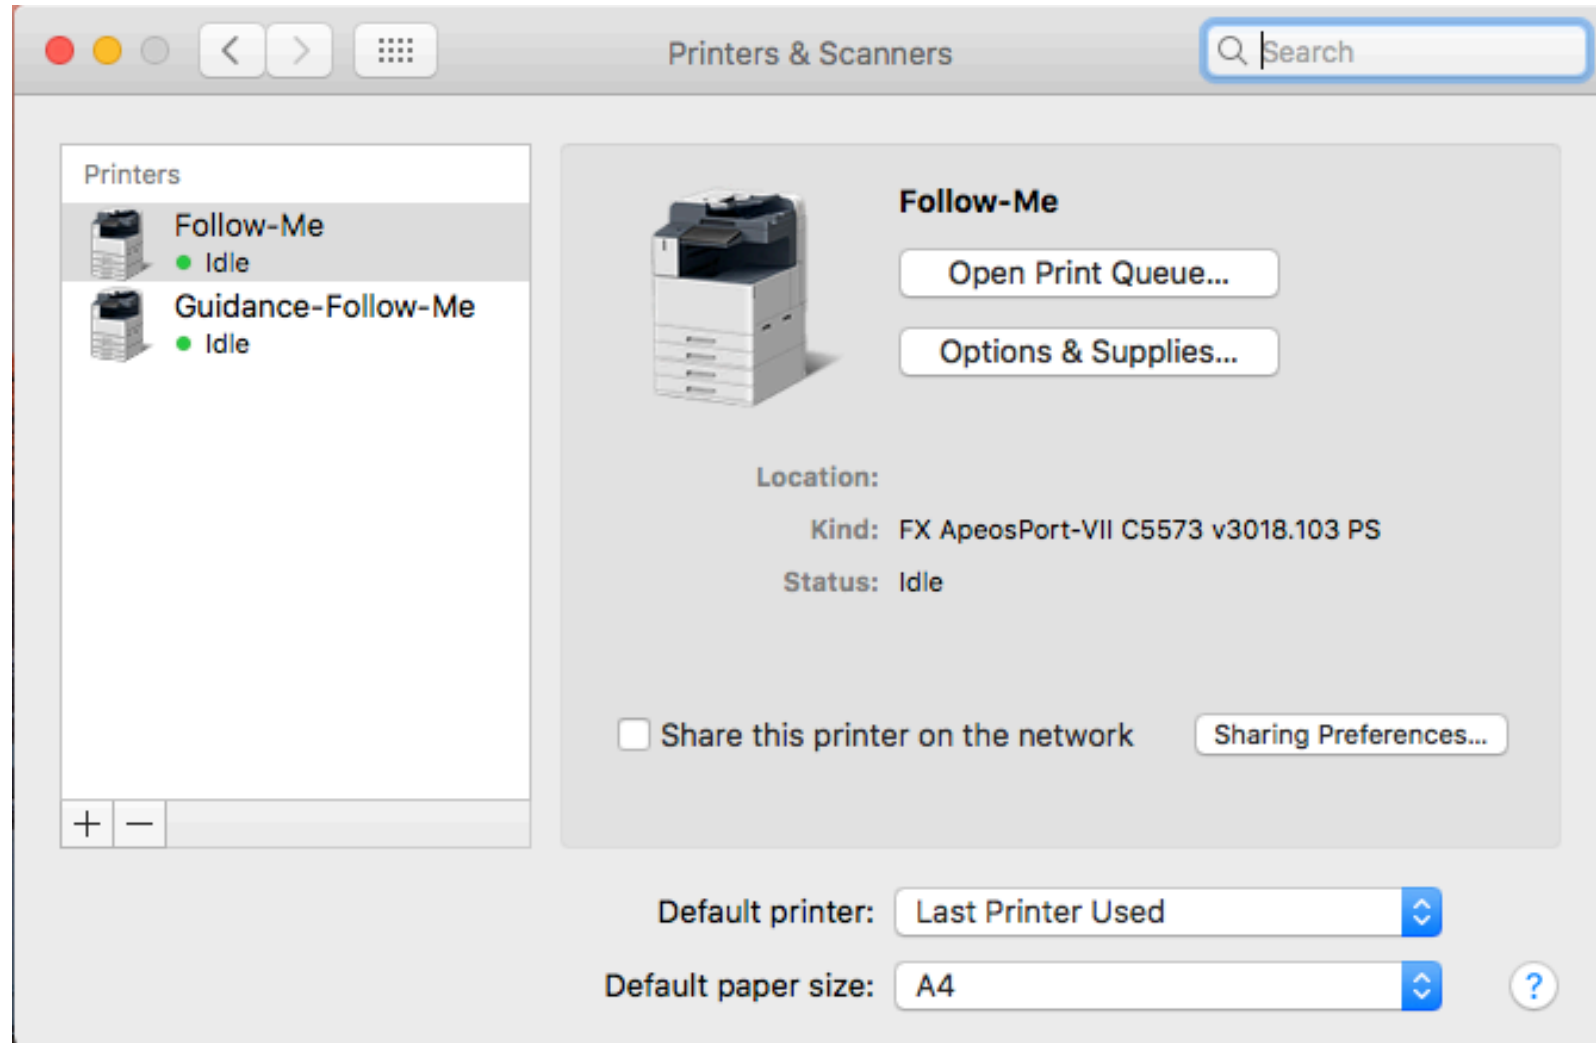 Printers & Scanners
Search
Printers
Follow-Me
Idle
Guidance-Follow-Me
Idle
Follow-Me
Open Print Queue...
Options & Supplies...
Location:
Kind: FX ApeosPort-VII C5573 v3018.103 PS
Status: Idle
Share this printer on the network
Sharing Preferences...
+ −
Default printer: Last Printer Used
Default paper size: A4
?